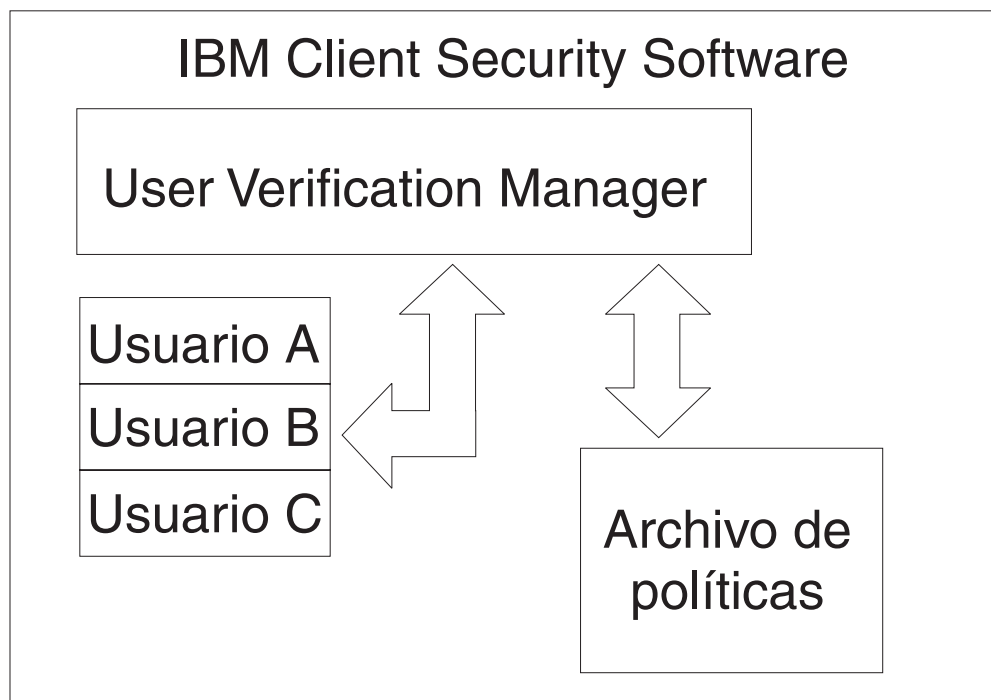 IBM Client Security Software
User Verification Manager
Usuario A
Usuario B
Usuario C
Archivo de
políticas